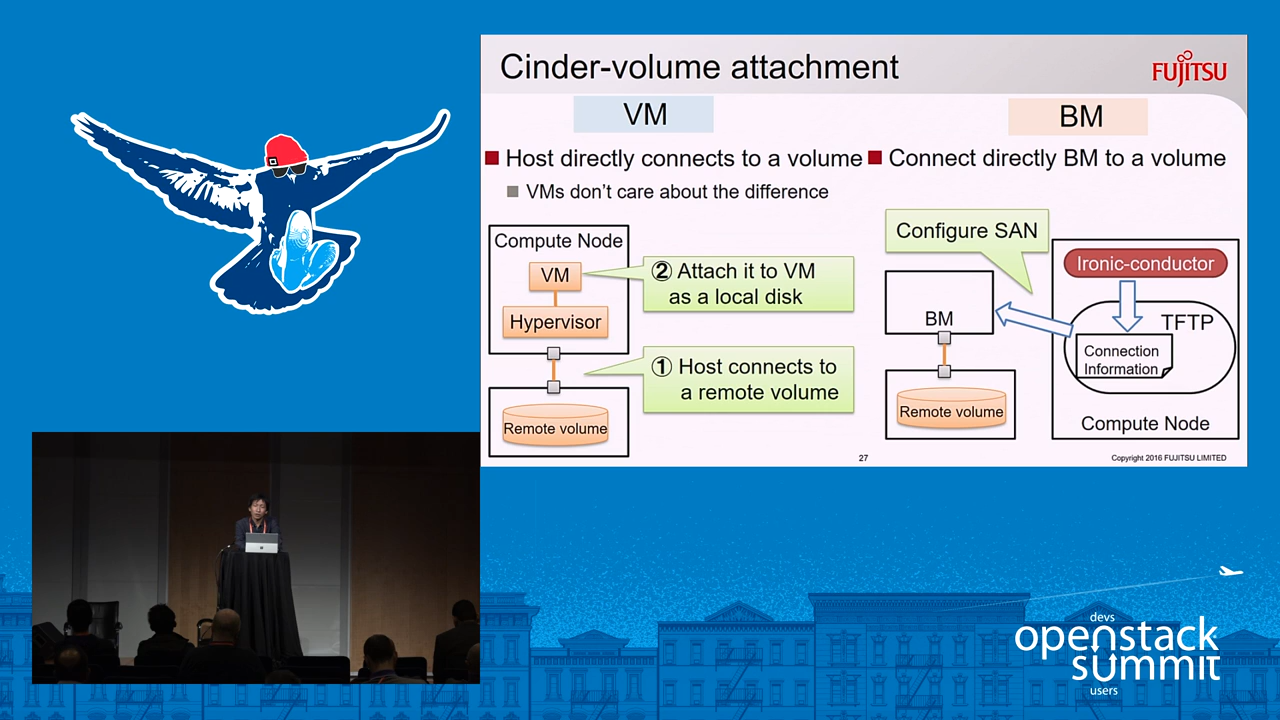 Cinder-volume attachment
FUJITSU
VM
BM
Host directly connects to a volume
VMs don't care about the difference
Connect directly BM to a volume
Compute Node
VM
Hypervisor
② Attach it to VM
as a local disk
① Host connects to
a remote volume
Remote volume
Configure SAN
BM
Remote volume
Ironic-conductor
TFTP
Connection
Information
Compute Node
27
Copyright 2016 FUJITSU LIMITED
devs
openstack
summit
users